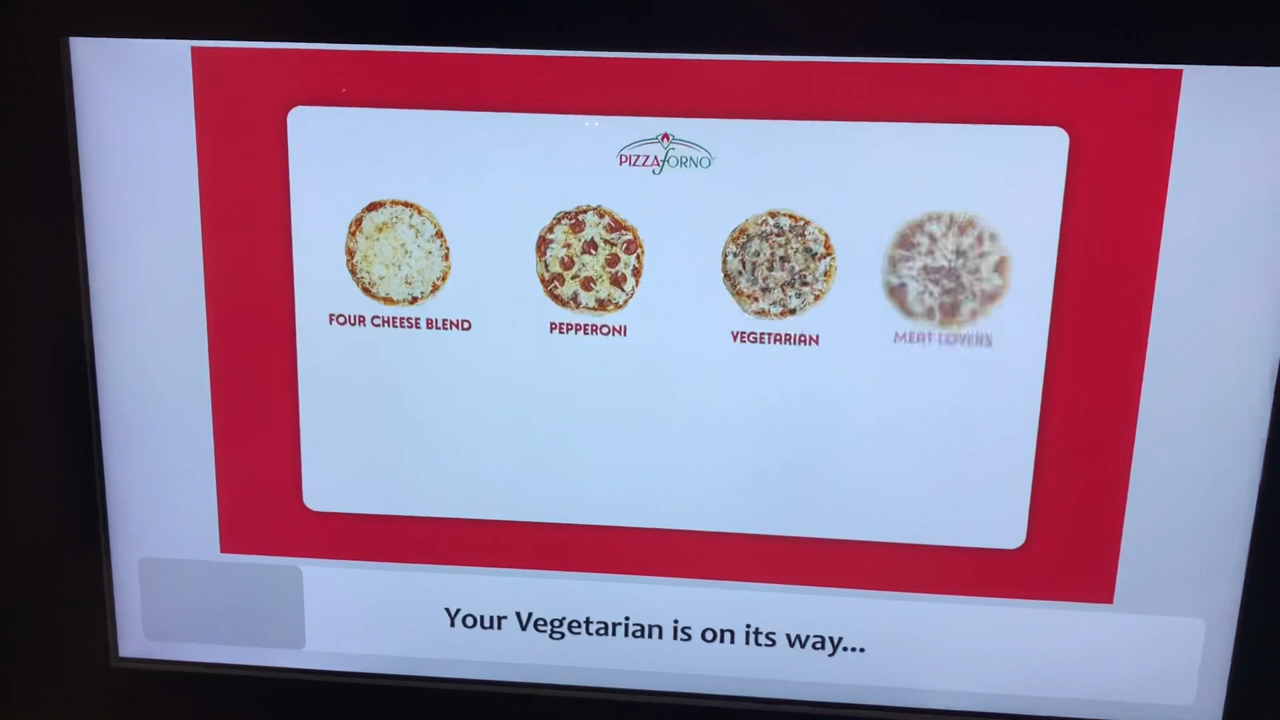 PIZZAfORNO
FOUR CHEESE BLEND
PEPPERONI
VEGETARIAN
MEAT LOVERS
Your Vegetarian is on its way...